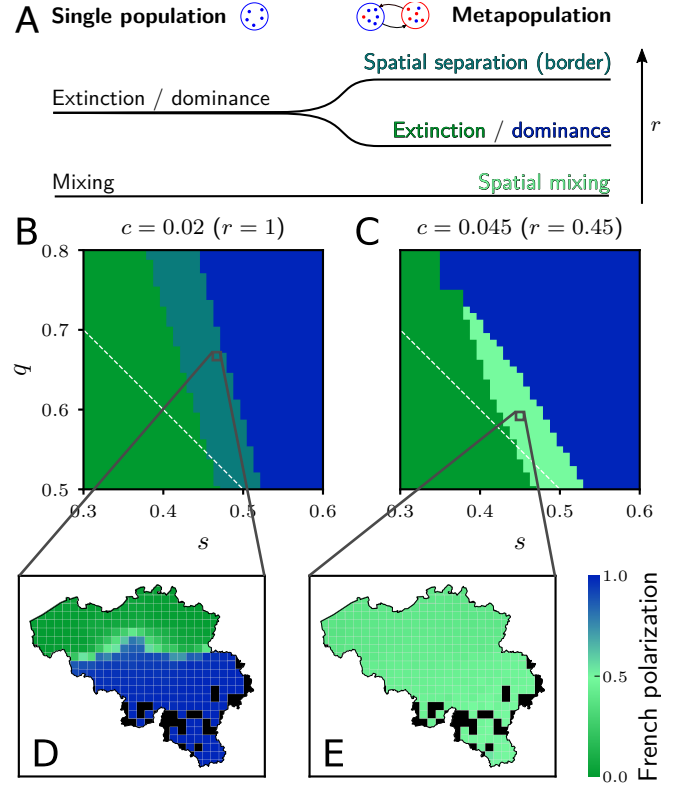 A Single population Metapopulation
Spatial separation (border)
Extinction / dominance
r
Extinction / dominance
Mixing
Spatial mixing
B c = 0.02 (r = 1)
C c = 0.045 (r = 0.45)
0.8
0.7
q
0.6
0.5
0.3 0.4 0.5 0.6
s
0.3 0.4 0.5 0.6
s
D
E
1.0
0.5
0.0
French polarization